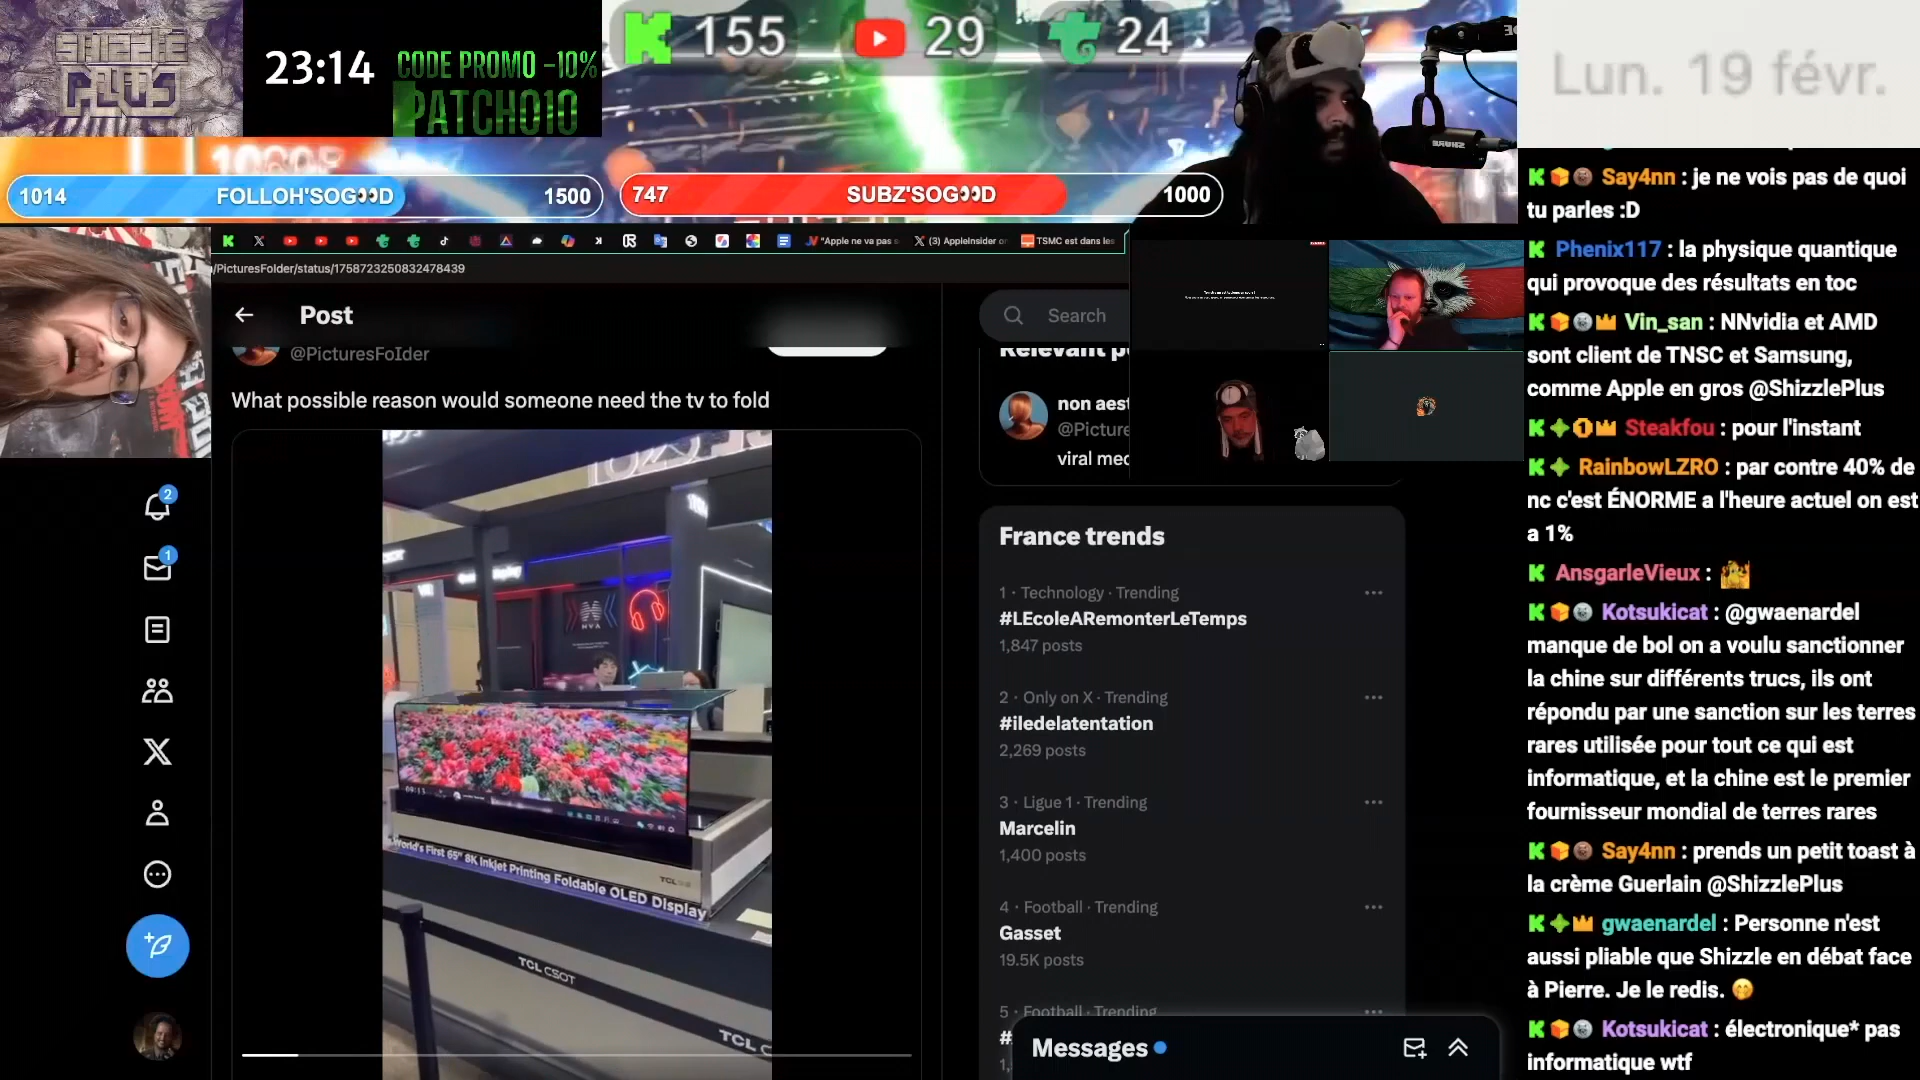 SHIZZLE
PLUS
23:14
CODE PROMO -10%
PATCHO10
155
29
24
Lun. 19 févr.
1014
FOLLOH'SOG👀D
1500
747
SUBZ'SOG👀D
1000
"Apple ne va pas
(3) AppleInsider
TSMC est dans les
/PicturesFolder/status/1758723250832478439
Post
@PicturesFoIder
What possible reason would someone need the tv to fold
World's First 65" 8K Inkjet Printing Foldable OLED Display
TCL CSOT
Search
non aest
@Picture
viral med
France trends
1 · Technology · Trending
#LEcoleARemonterLeTemps
1,847 posts
2 · Only on X · Trending
#iledelatentation
2,269 posts
3 · Ligue 1 · Trending
Marcelin
1,400 posts
4 · Football · Trending
Gasset
19.5K posts
5 · Football · Trending
Messages
2
1
Say4nn : je ne vois pas de quoi
tu parles :D
Phenix117 : la physique quantique
qui provoque des résultats en toc
Vin_san : NNvidia et AMD
sont client de TNSC et Samsung,
comme Apple en gros @ShizzlePlus
Steakfou : pour l'instant
RainbowLZRO : par contre 40% de
nc c'est ÉNORME a l'heure actuel on est
a 1%
AnsgarleVieux :
Kotsukicat : @gwaenardel
manque de bol on a voulu sanctionner
la chine sur différents trucs, ils ont
répondu par une sanction sur les terres
rares utilisée pour tout ce qui est
informatique, et la chine est le premier
fournisseur mondial de terres rares
Say4nn : prends un petit toast à
la crème Guerlain @ShizzlePlus
gwaenardel : Personne n'est
aussi pliable que Shizzle en débat face
à Pierre. Je le redis. 🤭
Kotsukicat : électronique* pas
informatique wtf